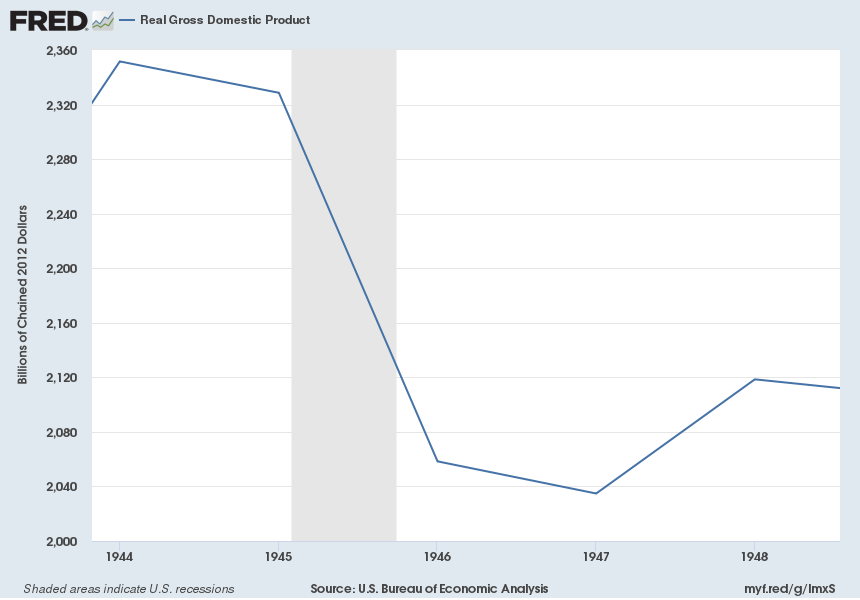 FRED — Real Gross Domestic Product
2,360
2,320
2,280
2,240
2,200
2,160
2,120
2,080
2,040
2,000
Billions of Chained 2012 Dollars
1944 1945 1946 1947 1948
Shaded areas indicate U.S. recessions Source: U.S. Bureau of Economic Analysis myf.red/g/lmxS